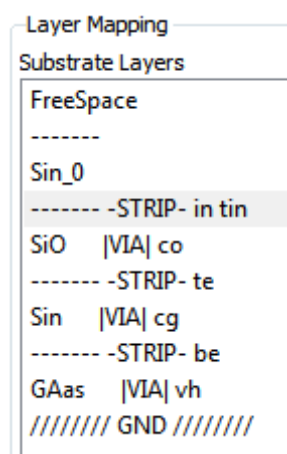 Layer Mapping
Substrate Layers
FreeSpace
-------
Sin_0
------- -STRIP- in tin
SiO |VIA| co
------- -STRIP- te
Sin |VIA| cg
------- -STRIP- be
GAas |VIA| vh
//////// GND ////////